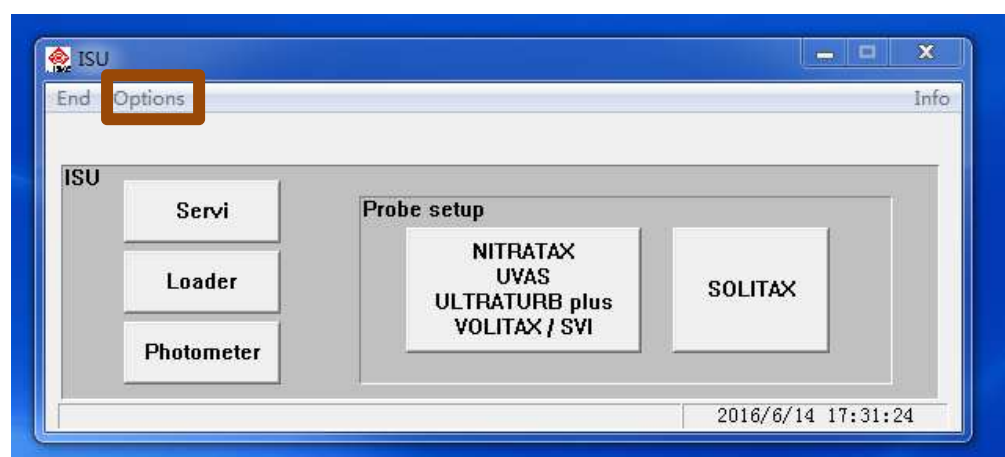 ISU
End Options Info
ISU
Servi
Loader
Photometer
Probe setup
NITRATAX
UVAS
ULTRATURB plus
VOLITAX / SVI
SOLITAX
2016/6/14 17:31:24